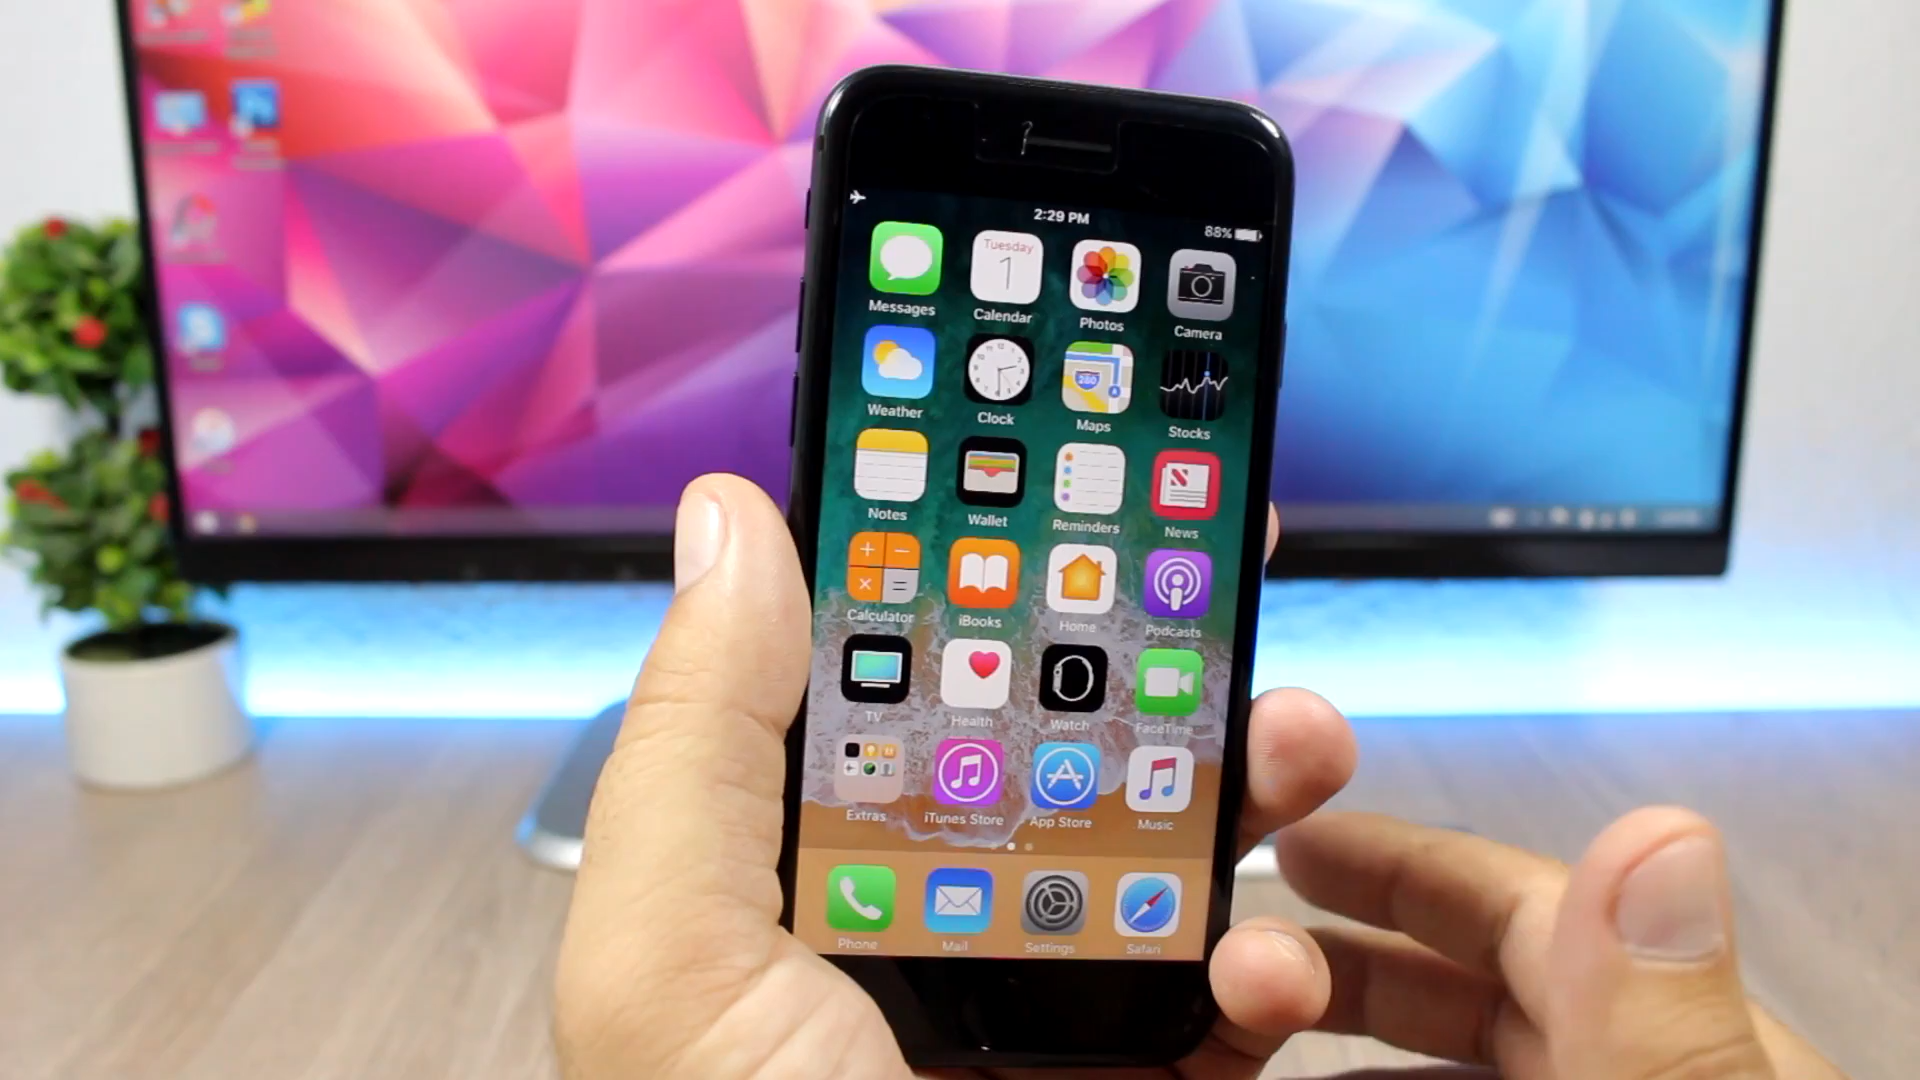 2:29 PM
88%
Tuesday
1
Messages
Calendar
Photos
Camera
280
Weather
Clock
Maps
Stocks
Notes
Wallet
Reminders
News
Calculator
iBooks
Home
Podcasts
TV
Health
Watch
FaceTime
Extras
iTunes Store
App Store
Music
Phone
Mail
Settings
Safari